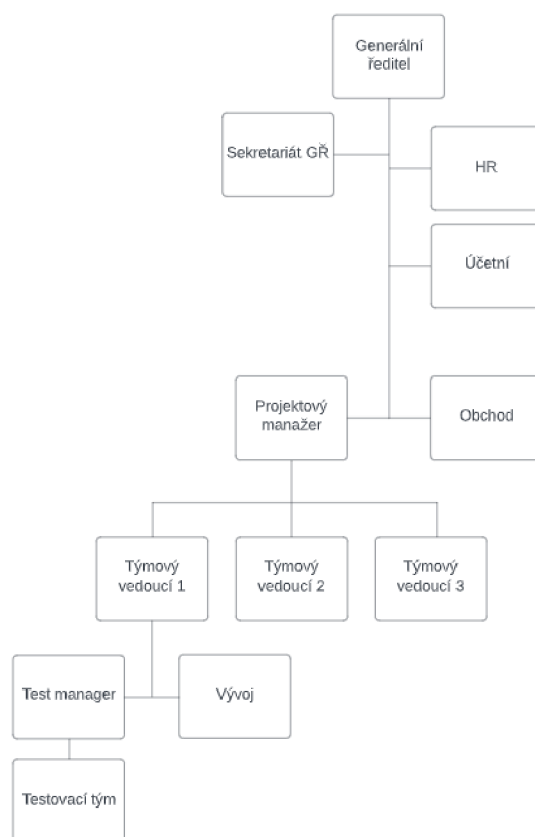 Generální
ředitel
Sekretariát GŘ
HR
Účetní
Projektový
manažer
Obchod
Týmový
vedoucí 1
Týmový
vedoucí 2
Týmový
vedoucí 3
Test manager
Vývoj
Testovací tým